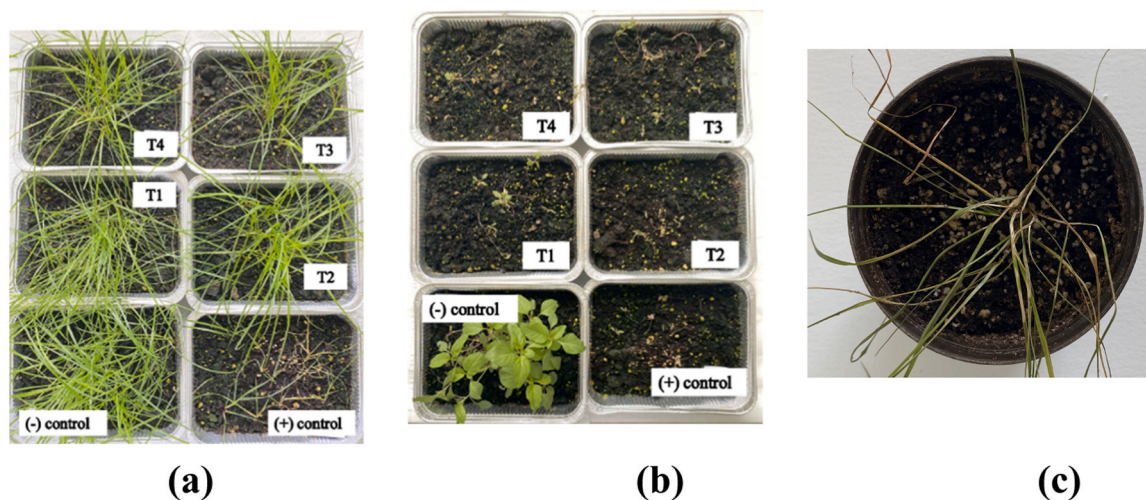 T4
T3
T1
T2
(-) control
(+) control
T4
T3
T1
T2
(-) control
(+) control
(a)
(b)
(c)